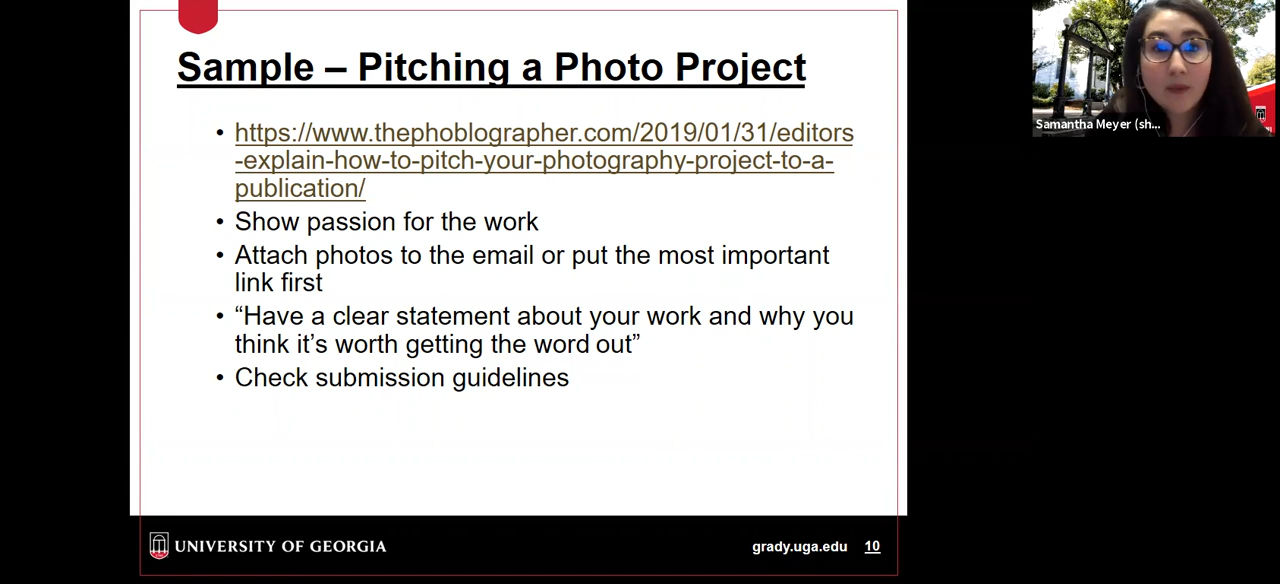 Sample – Pitching a Photo Project
• https://www.thephoblographer.com/2019/01/31/editors
-explain-how-to-pitch-your-photography-project-to-a-
publication/
• Show passion for the work
• Attach photos to the email or put the most important
link first
• “Have a clear statement about your work and why you
think it’s worth getting the word out”
• Check submission guidelines
UNIVERSITY OF GEORGIA
grady.uga.edu 10
Samantha Meyer (sh...